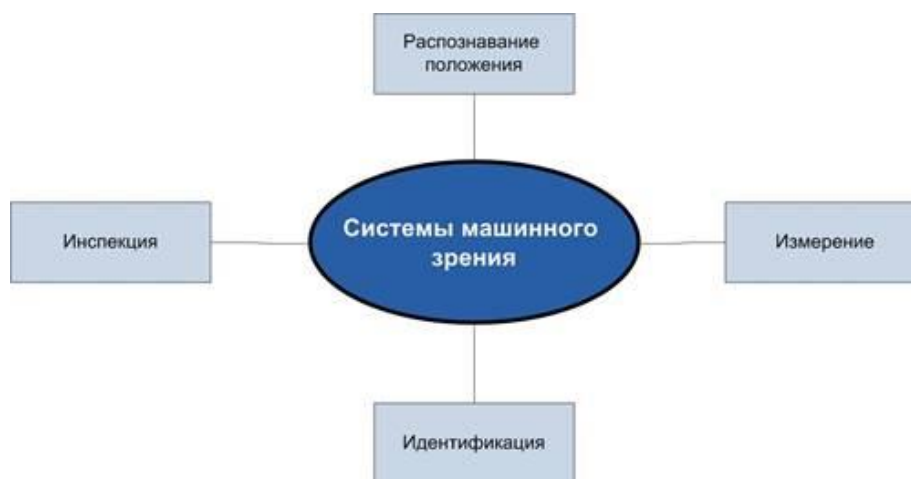 Распознавание
положения
Инспекция
Системы машинного
зрения
Измерение
Идентификация